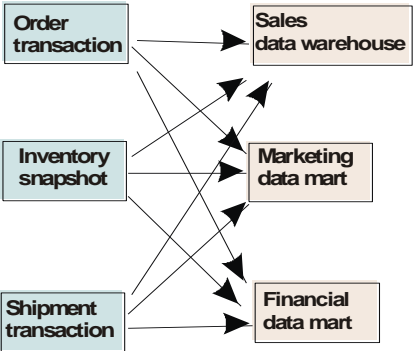 Order
transaction
Sales
data warehouse
Inventory
snapshot
Marketing
data mart
Shipment
transaction
Financial
data mart